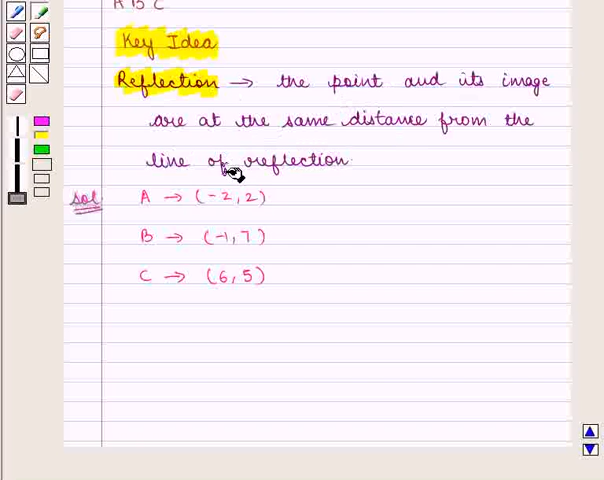 A B C
Key Idea
Reflection → the point and its image
are at the same distance from the
line of reflection.
Sol A → (-2, 2)
B → (-1, 7)
C → (6, 5)